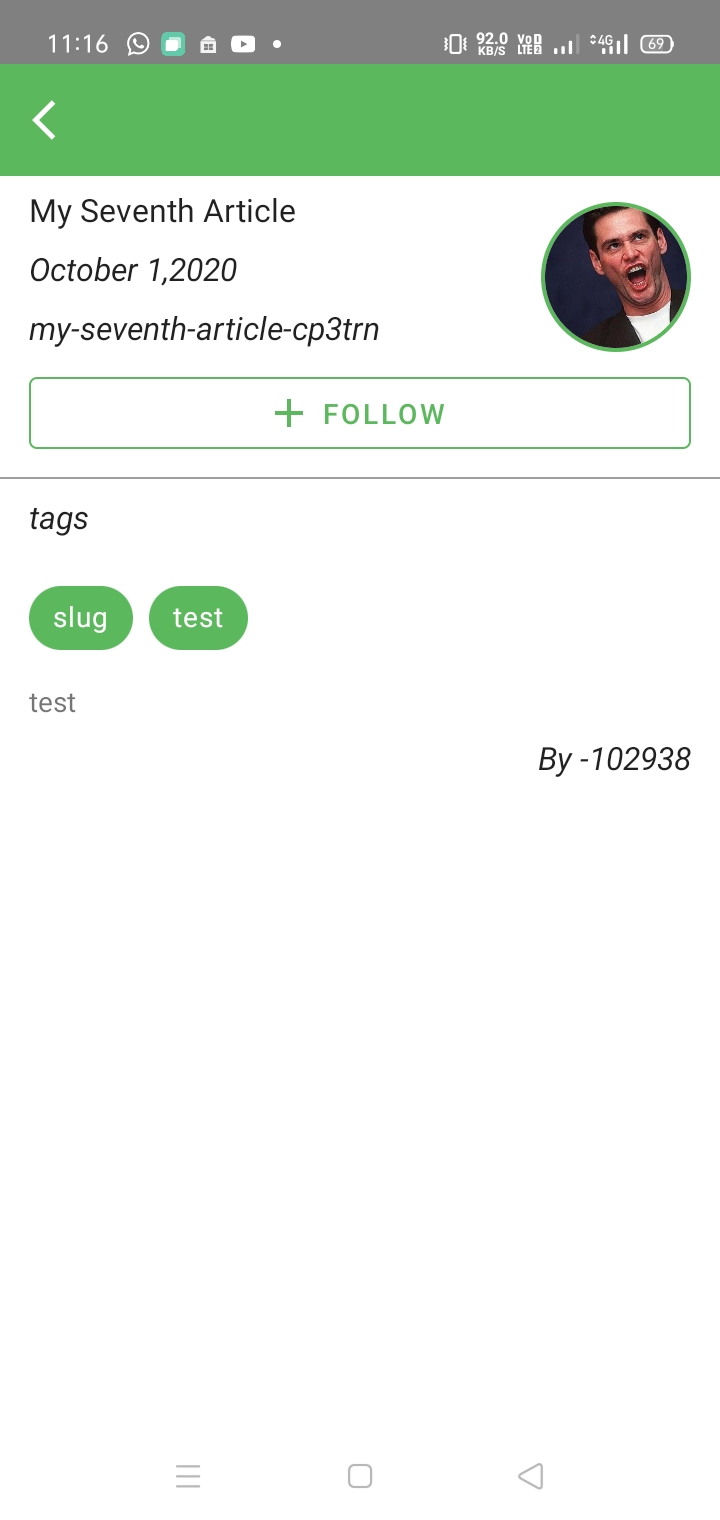 11:16 92.0 KB/S VoD LTE2 4G 69
My Seventh Article
October 1,2020
my-seventh-article-cp3trn
+ FOLLOW
tags
slug test
test
By -102938